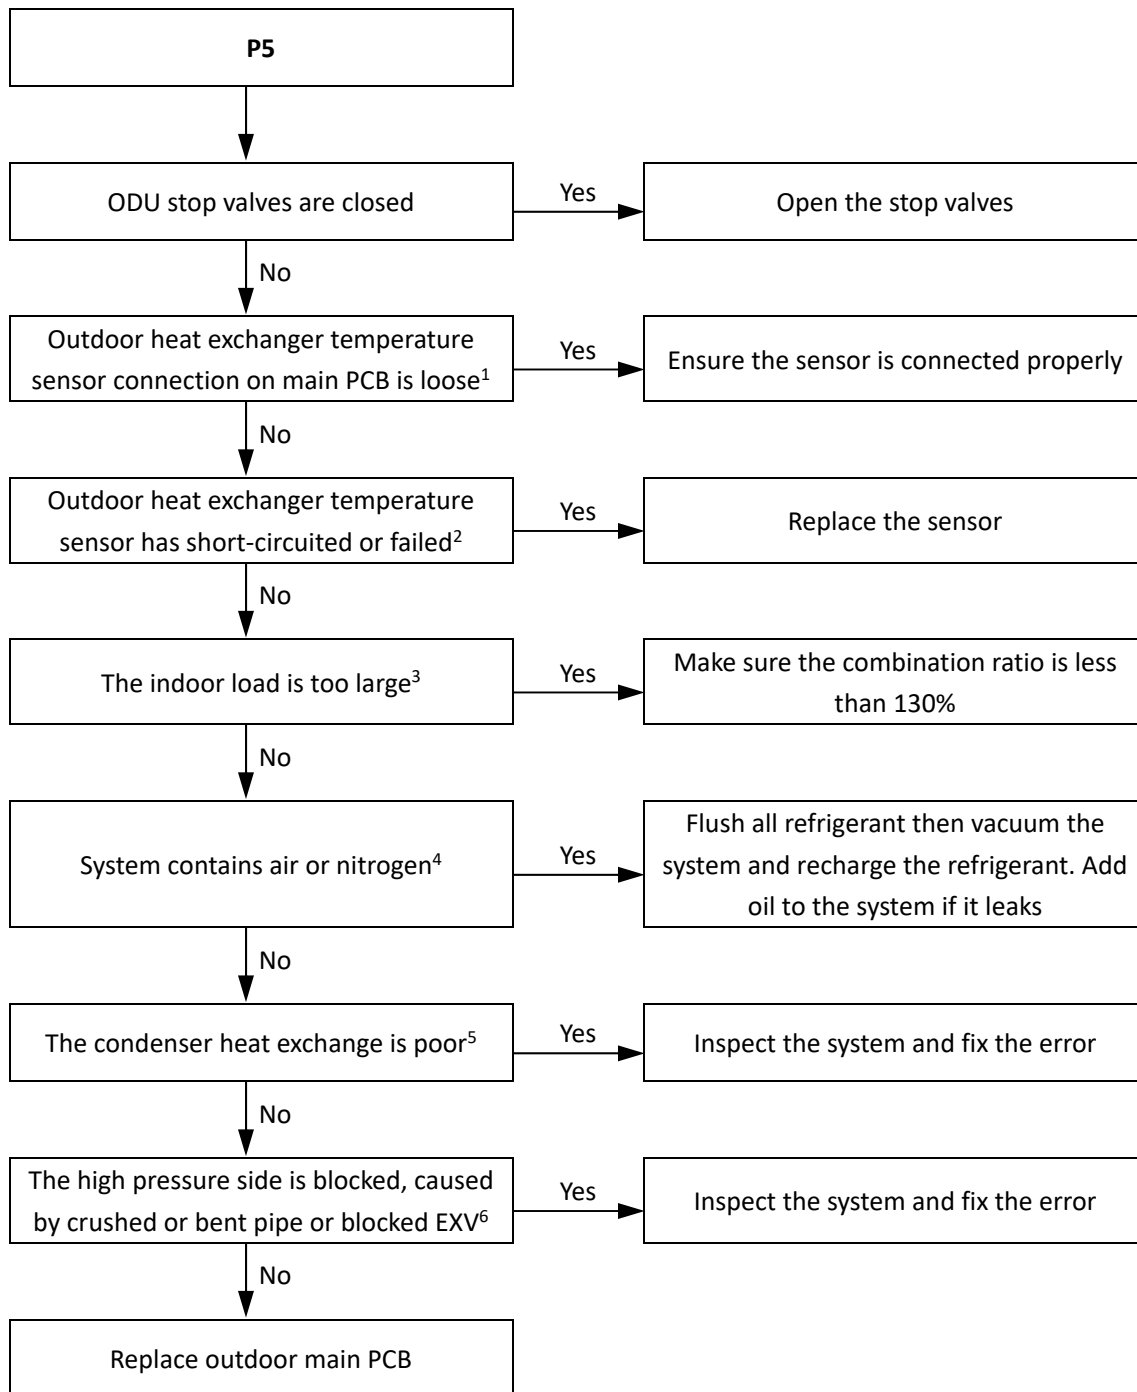 P5
ODU stop valves are closed
Yes
Open the stop valves
No
Outdoor heat exchanger temperature
sensor connection on main PCB is loose¹
Yes
Ensure the sensor is connected properly
No
Outdoor heat exchanger temperature
sensor has short-circuited or failed²
Yes
Replace the sensor
No
The indoor load is too large³
Yes
Make sure the combination ratio is less
than 130%
No
System contains air or nitrogen⁴
Yes
Flush all refrigerant then vacuum the
system and recharge the refrigerant. Add
oil to the system if it leaks
No
The condenser heat exchange is poor⁵
Yes
Inspect the system and fix the error
No
The high pressure side is blocked, caused
by crushed or bent pipe or blocked EXV⁶
Yes
Inspect the system and fix the error
No
Replace outdoor main PCB